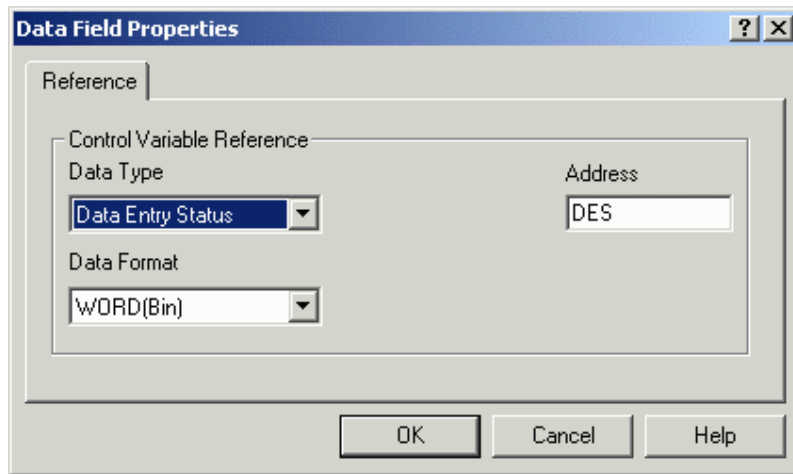 Data Field Properties
Reference
Control Variable Reference
Data Type
Address
Data Entry Status
DES
Data Format
WORD(Bin)
OK
Cancel
Help